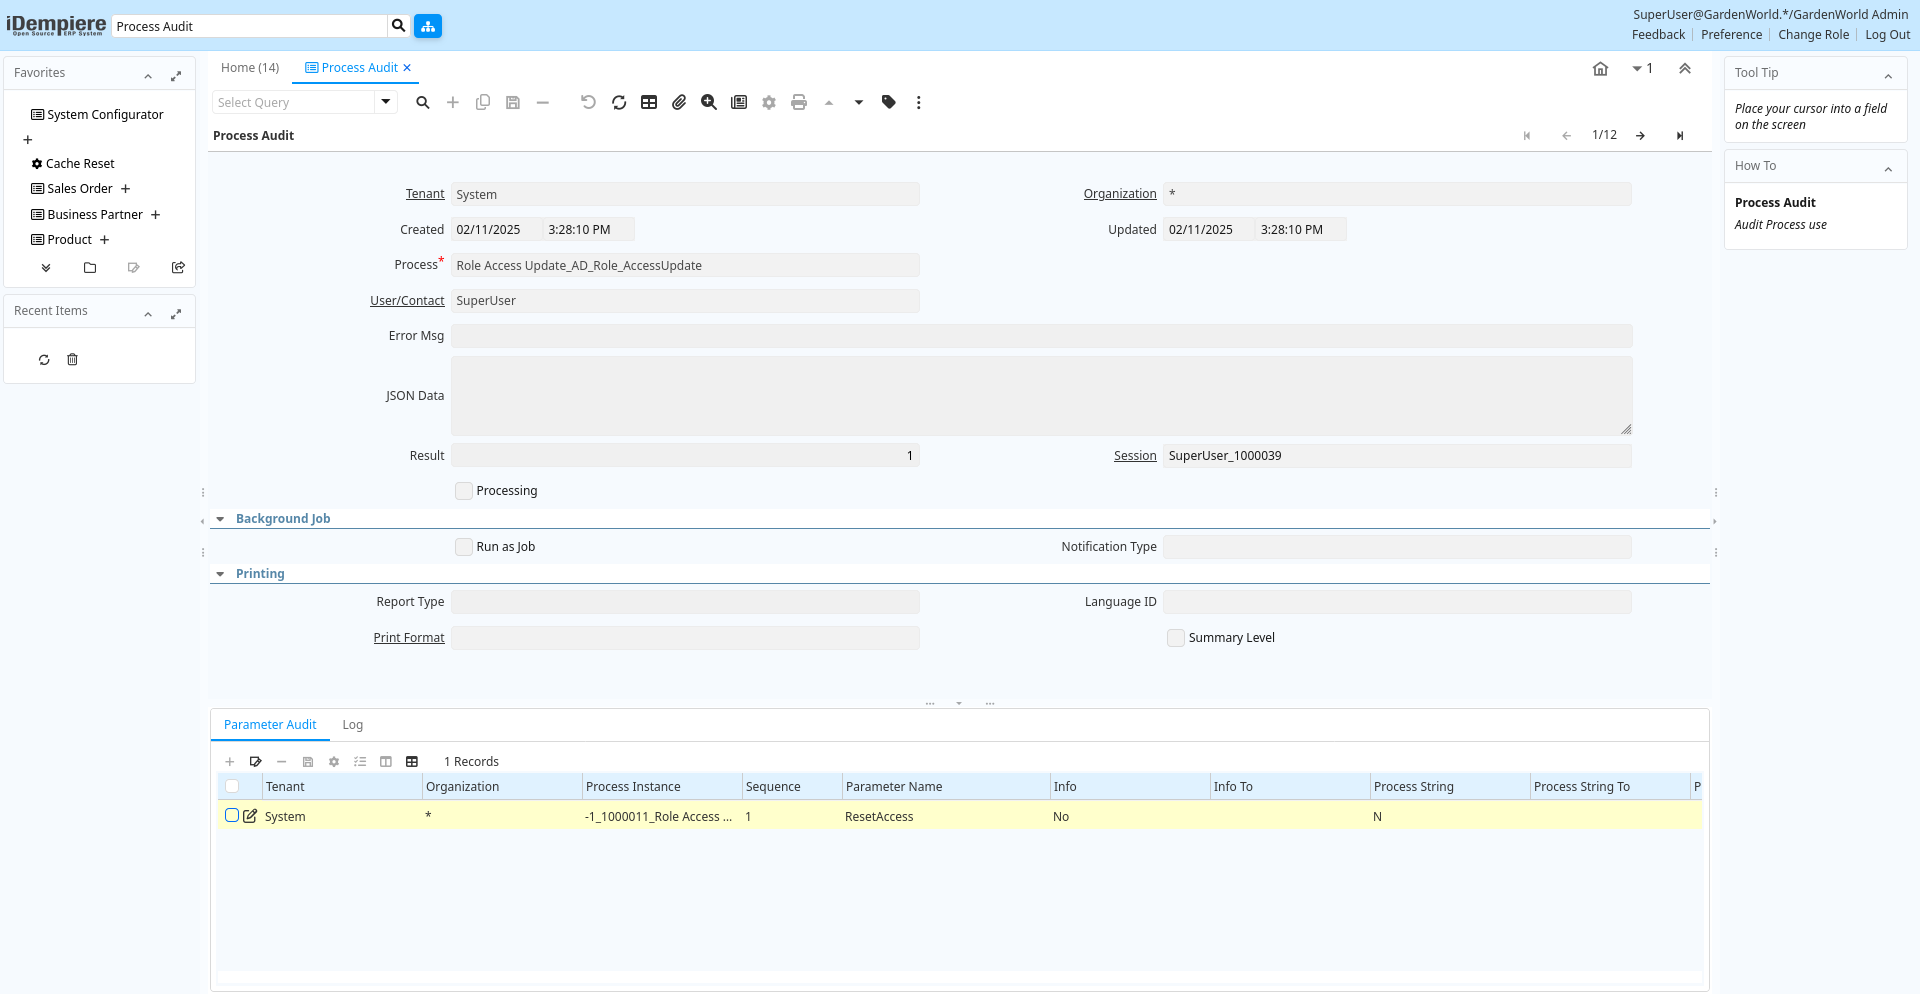 iDempiere
Open Source ERP System
Process Audit
SuperUser@GardenWorld.*/GardenWorld Admin
Feedback
Preference
Change Role
Log Out
Favorites
System Configurator
Cache Reset
Sales Order
Business Partner
Product
Recent Items
Home (14)
Process Audit
1
Select Query
Process Audit
1/12
Tenant
System
Organization
*
Created
02/11/2025
3:28:10 PM
Updated
02/11/2025
3:28:10 PM
Process*
Role Access Update_AD_Role_AccessUpdate
User/Contact
SuperUser
Error Msg
JSON Data
Result
1
Session
SuperUser_1000039
Processing
Background Job
Run as Job
Notification Type
Printing
Report Type
Language ID
Print Format
Summary Level
Parameter Audit
Log
1 Records
Tenant
Organization
Process Instance
Sequence
Parameter Name
Info
Info To
Process String
Process String To
P
System
*
-1_1000011_Role Access ...
1
ResetAccess
No
N
Tool Tip
Place your cursor into a field
on the screen
How To
Process Audit
Audit Process use